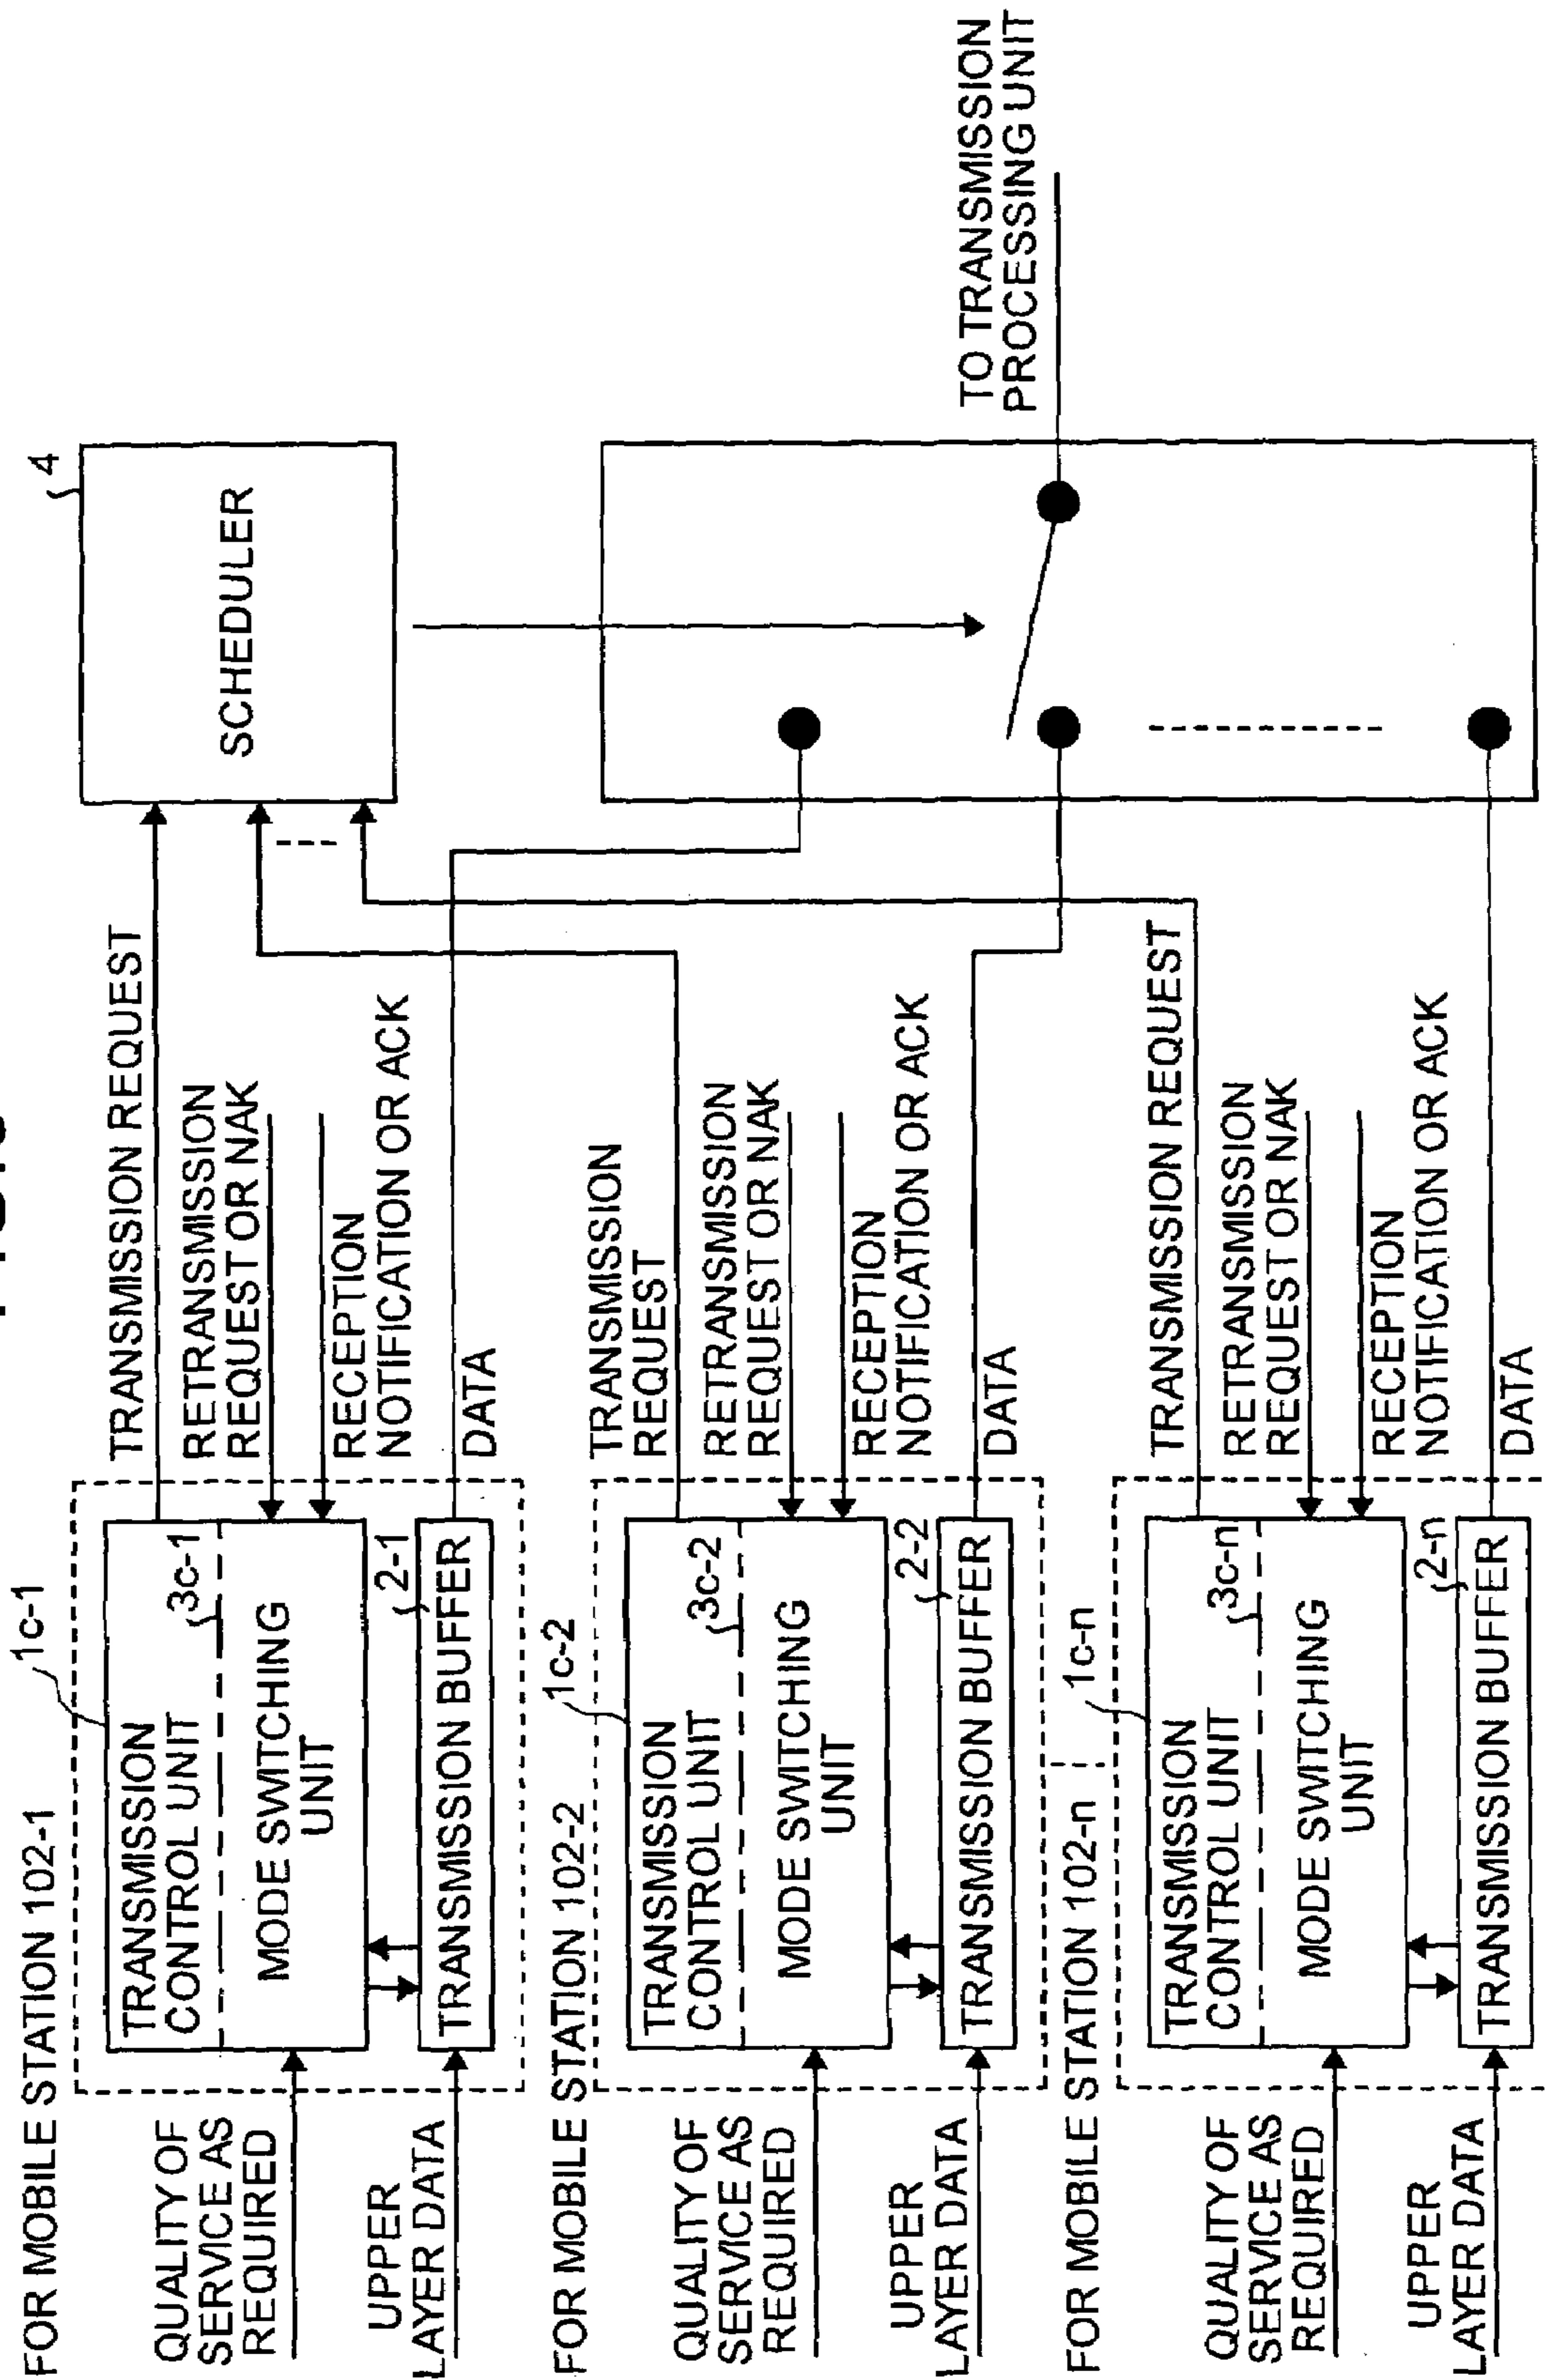 FOR MOBILE STATION 102-1
1c-1
QUALITY OF
SERVICE AS
REQUIRED
TRANSMISSION
CONTROL UNIT
3c-1
MODE SWITCHING
UNIT
TRANSMISSION REQUEST
RETRANSMISSION
REQUEST OR NAK
RECEPTION
NOTIFICATION OR ACK
UPPER
LAYER DATA
2-1
TRANSMISSION BUFFER
DATA
SCHEDULER
4
FOR MOBILE STATION 102-2
1c-2
QUALITY OF
SERVICE AS
REQUIRED
TRANSMISSION
CONTROL UNIT
3c-2
MODE SWITCHING
UNIT
TRANSMISSION
REQUEST
RETRANSMISSION
REQUEST OR NAK
RECEPTION
NOTIFICATION OR ACK
UPPER
LAYER DATA
2-2
TRANSMISSION BUFFER
DATA
TO TRANSMISSION
PROCESSING UNIT
FOR MOBILE STATION 102-n
1c-n
QUALITY OF
SERVICE AS
REQUIRED
TRANSMISSION
CONTROL UNIT
3c-n
MODE SWITCHING
UNIT
TRANSMISSION REQUEST
RETRANSMISSION
REQUEST OR NAK
RECEPTION
NOTIFICATION OR ACK
UPPER
LAYER DATA
2-n
TRANSMISSION BUFFER
DATA